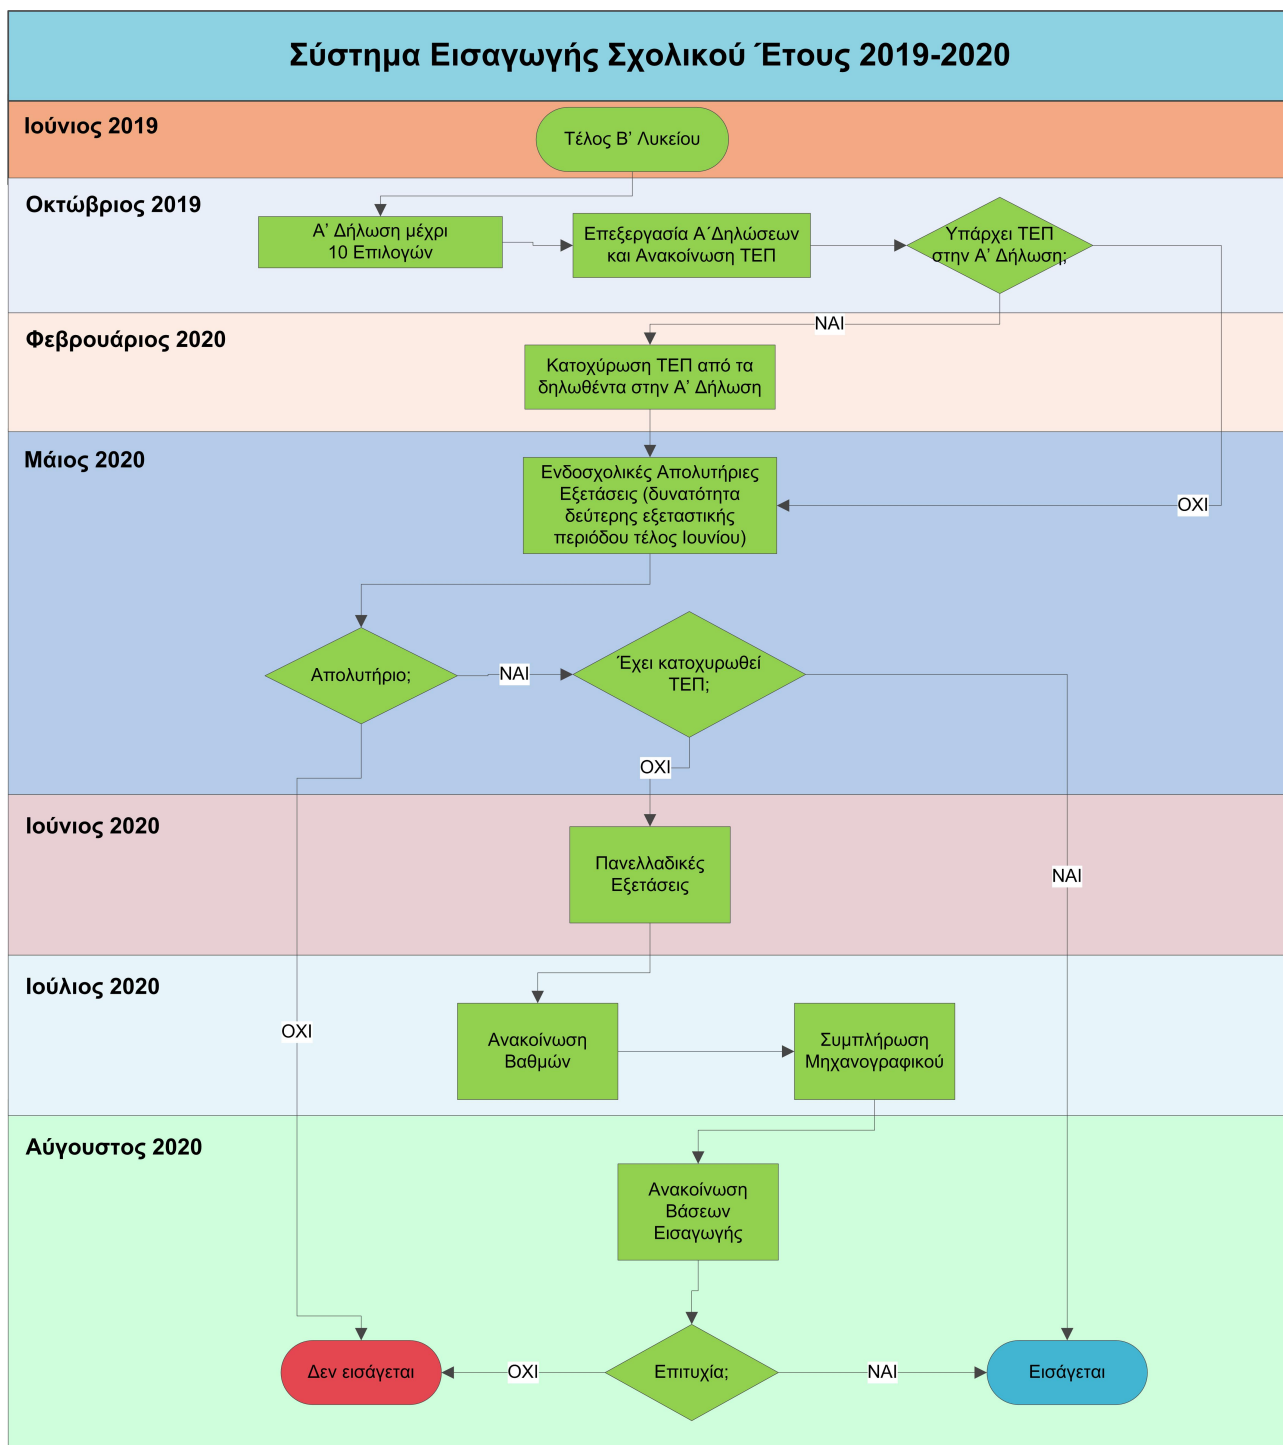 Σύστημα Εισαγωγής Σχολικού Έτους 2019-2020
Ιούνιος 2019
Τέλος Β’ Λυκείου
Οκτώβριος 2019
Α’ Δήλωση μέχρι
10 Επιλογών
Επεξεργασία Α΄Δηλώσεων
και Ανακοίνωση ΤΕΠ
Υπάρχει ΤΕΠ
στην Α’ Δήλωση;
ΝΑΙ
Φεβρουάριος 2020
Κατοχύρωση ΤΕΠ από τα
δηλωθέντα στην Α’ Δήλωση
Μάιος 2020
Ενδοσχολικές Απολυτήριες
Εξετάσεις (δυνατότητα
δεύτερης εξεταστικής
περιόδου τέλος Ιουνίου)
ΟΧΙ
Απολυτήριο;
ΝΑΙ
Έχει κατοχυρωθεί
ΤΕΠ;
ΟΧΙ
Ιούνιος 2020
Πανελλαδικές
Εξετάσεις
ΝΑΙ
Ιούλιος 2020
ΟΧΙ
Ανακοίνωση
Βαθμών
Συμπλήρωση
Μηχανογραφικού
Αύγουστος 2020
Ανακοίνωση
Βάσεων
Εισαγωγής
Δεν εισάγεται
ΟΧΙ
Επιτυχία;
ΝΑΙ
Εισάγεται